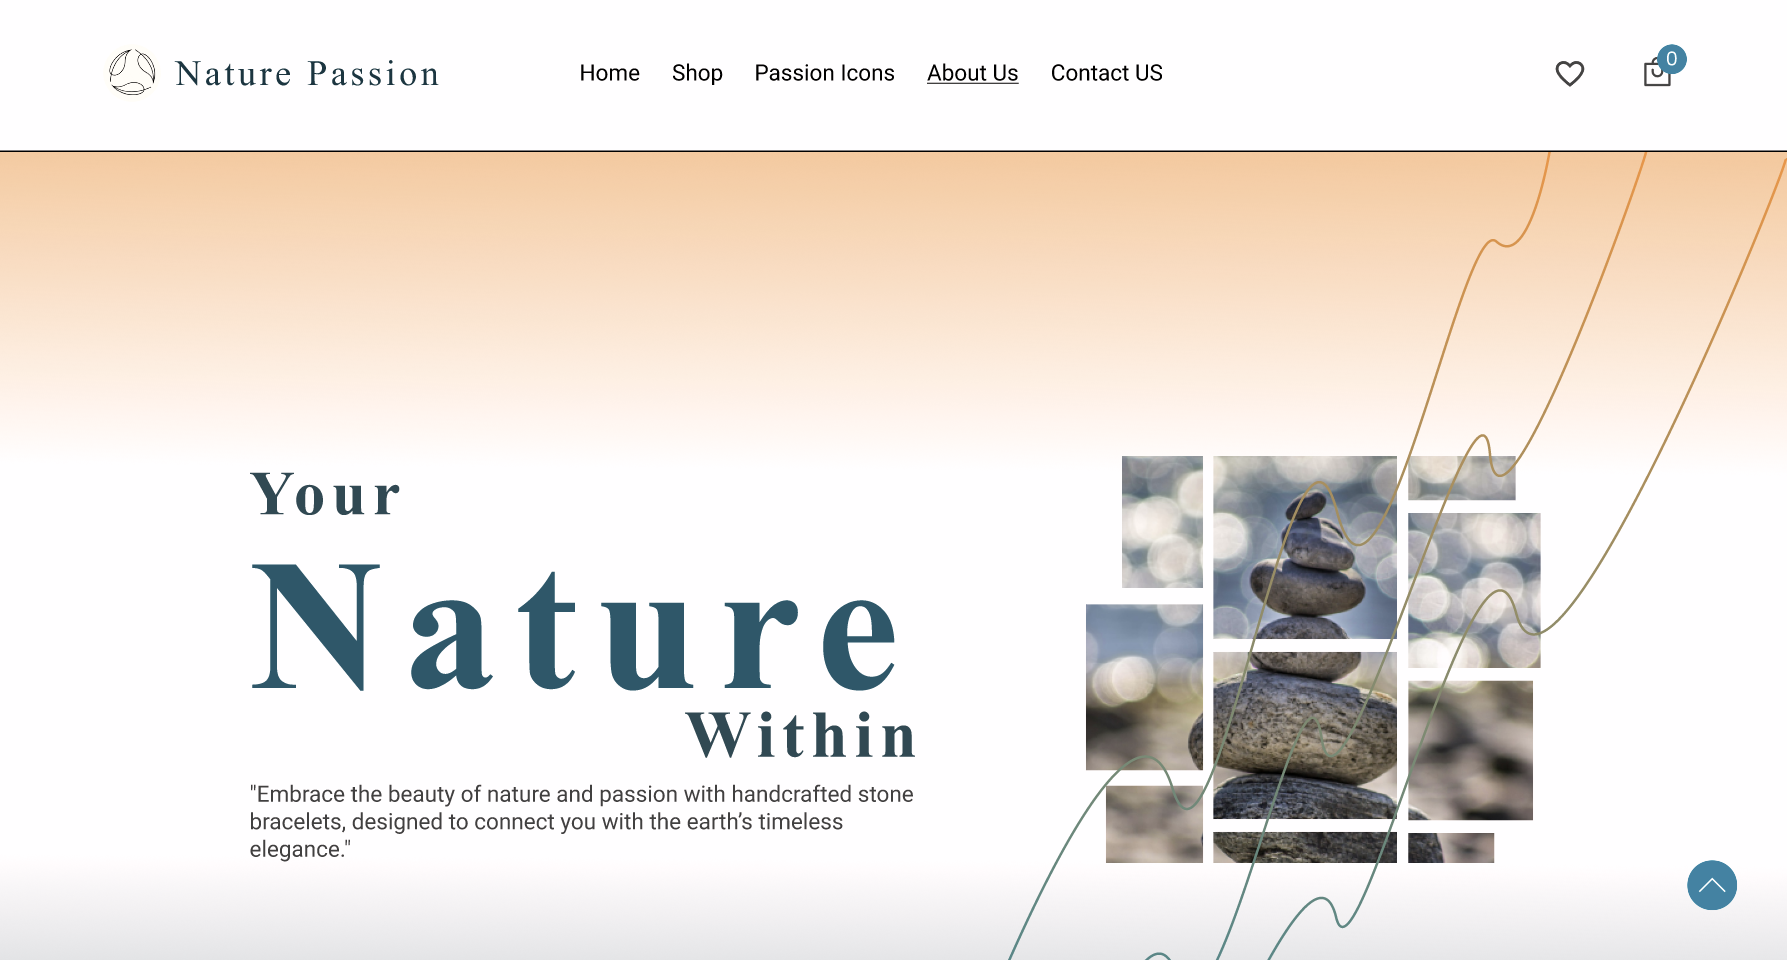 Nature Passion
Home
Shop
Passion Icons
About Us
Contact US
0
Your
Nature
Within
"Embrace the beauty of nature and passion with handcrafted stone
bracelets, designed to connect you with the earth’s timeless
elegance."